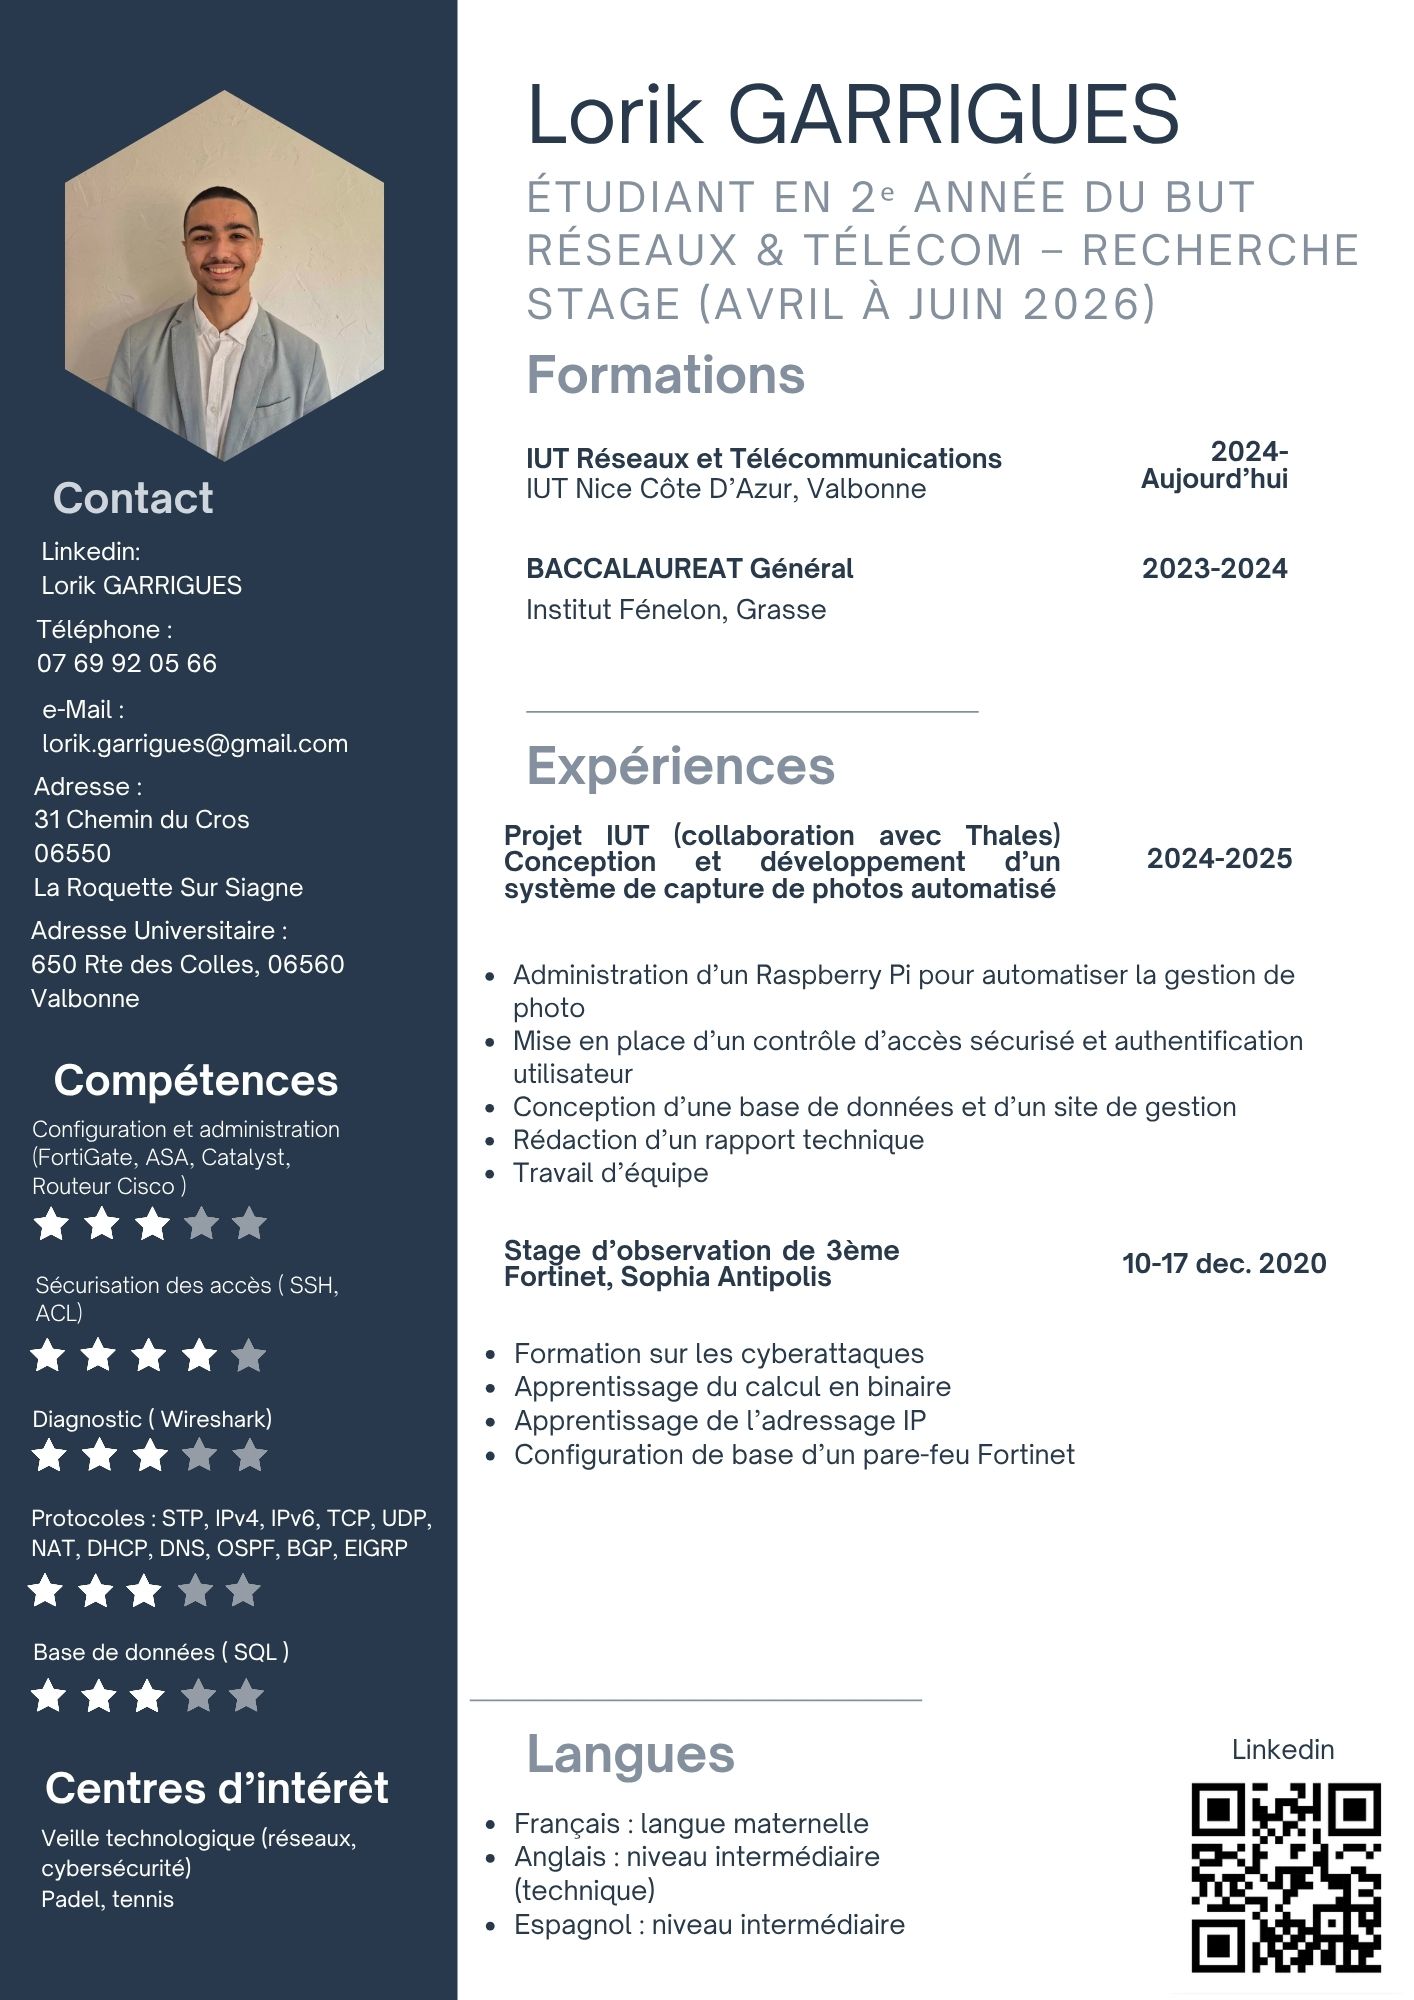 Lorik GARRIGUES
ÉTUDIANT EN 2ᵉ ANNÉE DU BUT
RÉSEAUX & TÉLÉCOM – RECHERCHE
STAGE (AVRIL À JUIN 2026)
Contact
Linkedin:
Lorik GARRIGUES
Téléphone :
07 69 92 05 66
e-Mail :
lorik.garrigues@gmail.com
Adresse :
31 Chemin du Cros
06550
La Roquette Sur Siagne
Adresse Universitaire :
650 Rte des Colles, 06560
Valbonne
Compétences
Configuration et administration
(FortiGate, ASA, Catalyst,
Routeur Cisco )
Sécurisation des accès ( SSH,
ACL)
Diagnostic ( Wireshark)
Protocoles : STP, IPv4, IPv6, TCP, UDP,
NAT, DHCP, DNS, OSPF, BGP, EIGRP
Base de données ( SQL )
Centres d’intérêt
Veille technologique (réseaux,
cybersécurité)
Padel, tennis
Formations
IUT Réseaux et Télécommunications
IUT Nice Côte D’Azur, Valbonne
2024-
Aujourd’hui
BACCALAUREAT Général
2023-2024
Institut Fénelon, Grasse
Expériences
Projet IUT (collaboration avec Thales)
Conception et développement d’un
système de capture de photos automatisé
2024-2025
• Administration d’un Raspberry Pi pour automatiser la gestion de
photo
• Mise en place d’un contrôle d’accès sécurisé et authentification
utilisateur
• Conception d’une base de données et d’un site de gestion
• Rédaction d’un rapport technique
• Travail d’équipe
Stage d’observation de 3ème
Fortinet, Sophia Antipolis
10-17 dec. 2020
• Formation sur les cyberattaques
• Apprentissage du calcul en binaire
• Apprentissage de l’adressage IP
• Configuration de base d’un pare-feu Fortinet
Langues
• Français : langue maternelle
• Anglais : niveau intermédiaire
(technique)
• Espagnol : niveau intermédiaire
Linkedin